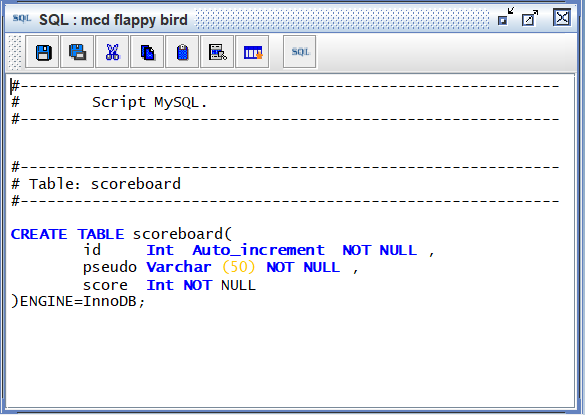 SQL SQL : mcd flappy bird
SQL
#------------------------------------------------------------
#        Script MySQL.
#------------------------------------------------------------
#------------------------------------------------------------
# Table: scoreboard
#------------------------------------------------------------
CREATE TABLE scoreboard(
        id     Int  Auto_increment  NOT NULL ,
        pseudo Varchar (50) NOT NULL ,
        score  Int NOT NULL
)ENGINE=InnoDB;